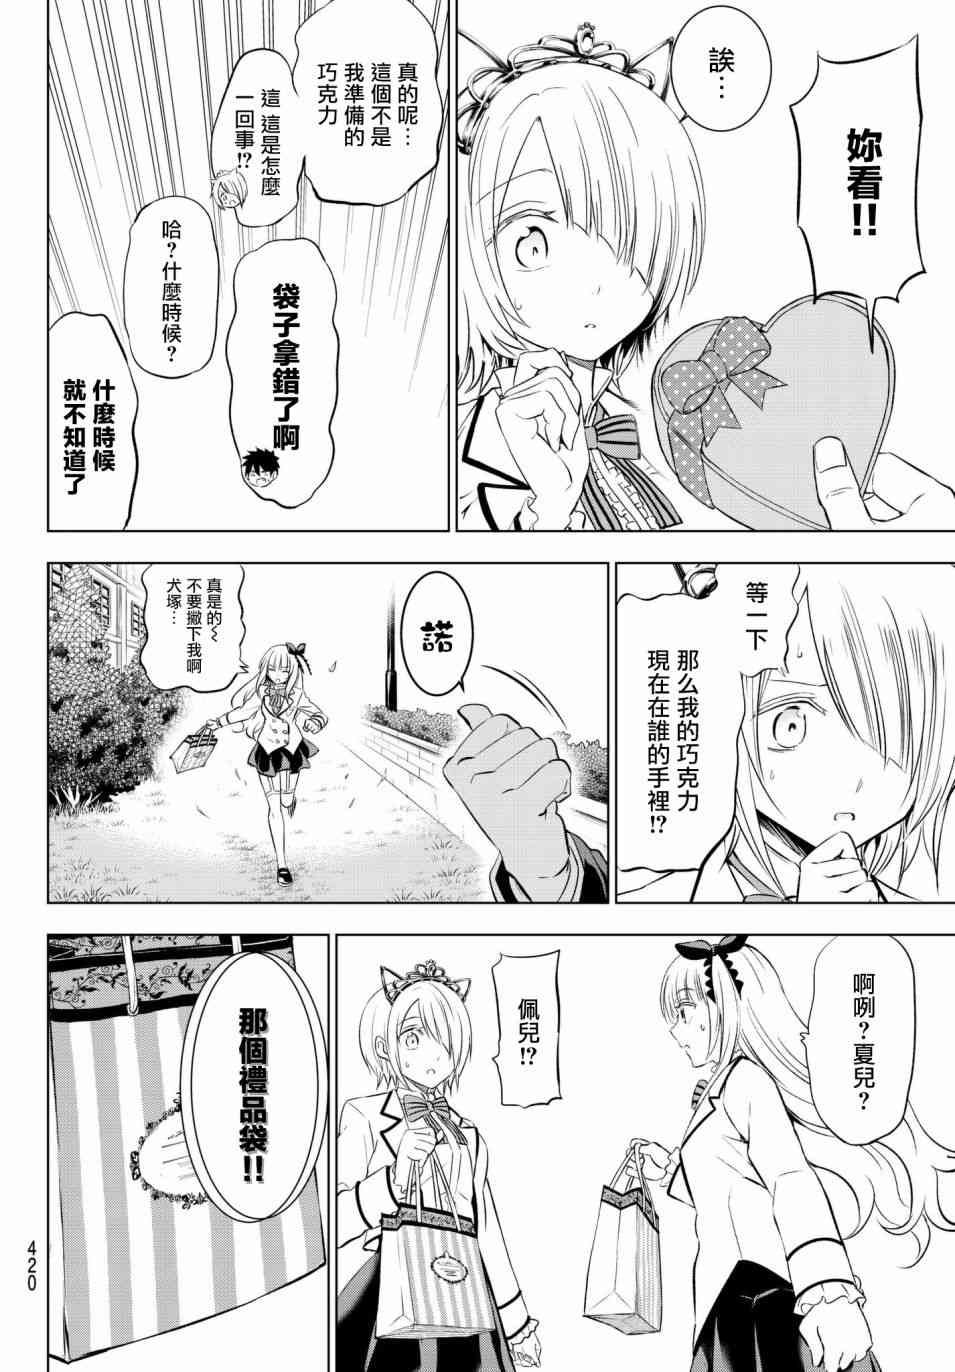 妳看!!
誒…
真的呢…
這個不是
我準備的
巧克力
這 這是怎麼
一回事!?
袋子拿錯了啊
哈?什麼時候?
什麼時候
就不知道了
等一下
那么我的巧克力
現在在誰的手裡!?
諾
真是的~
不要撇下我啊
犬塚…
啊咧?夏兒?
佩兒!?
那個禮品袋!!
420